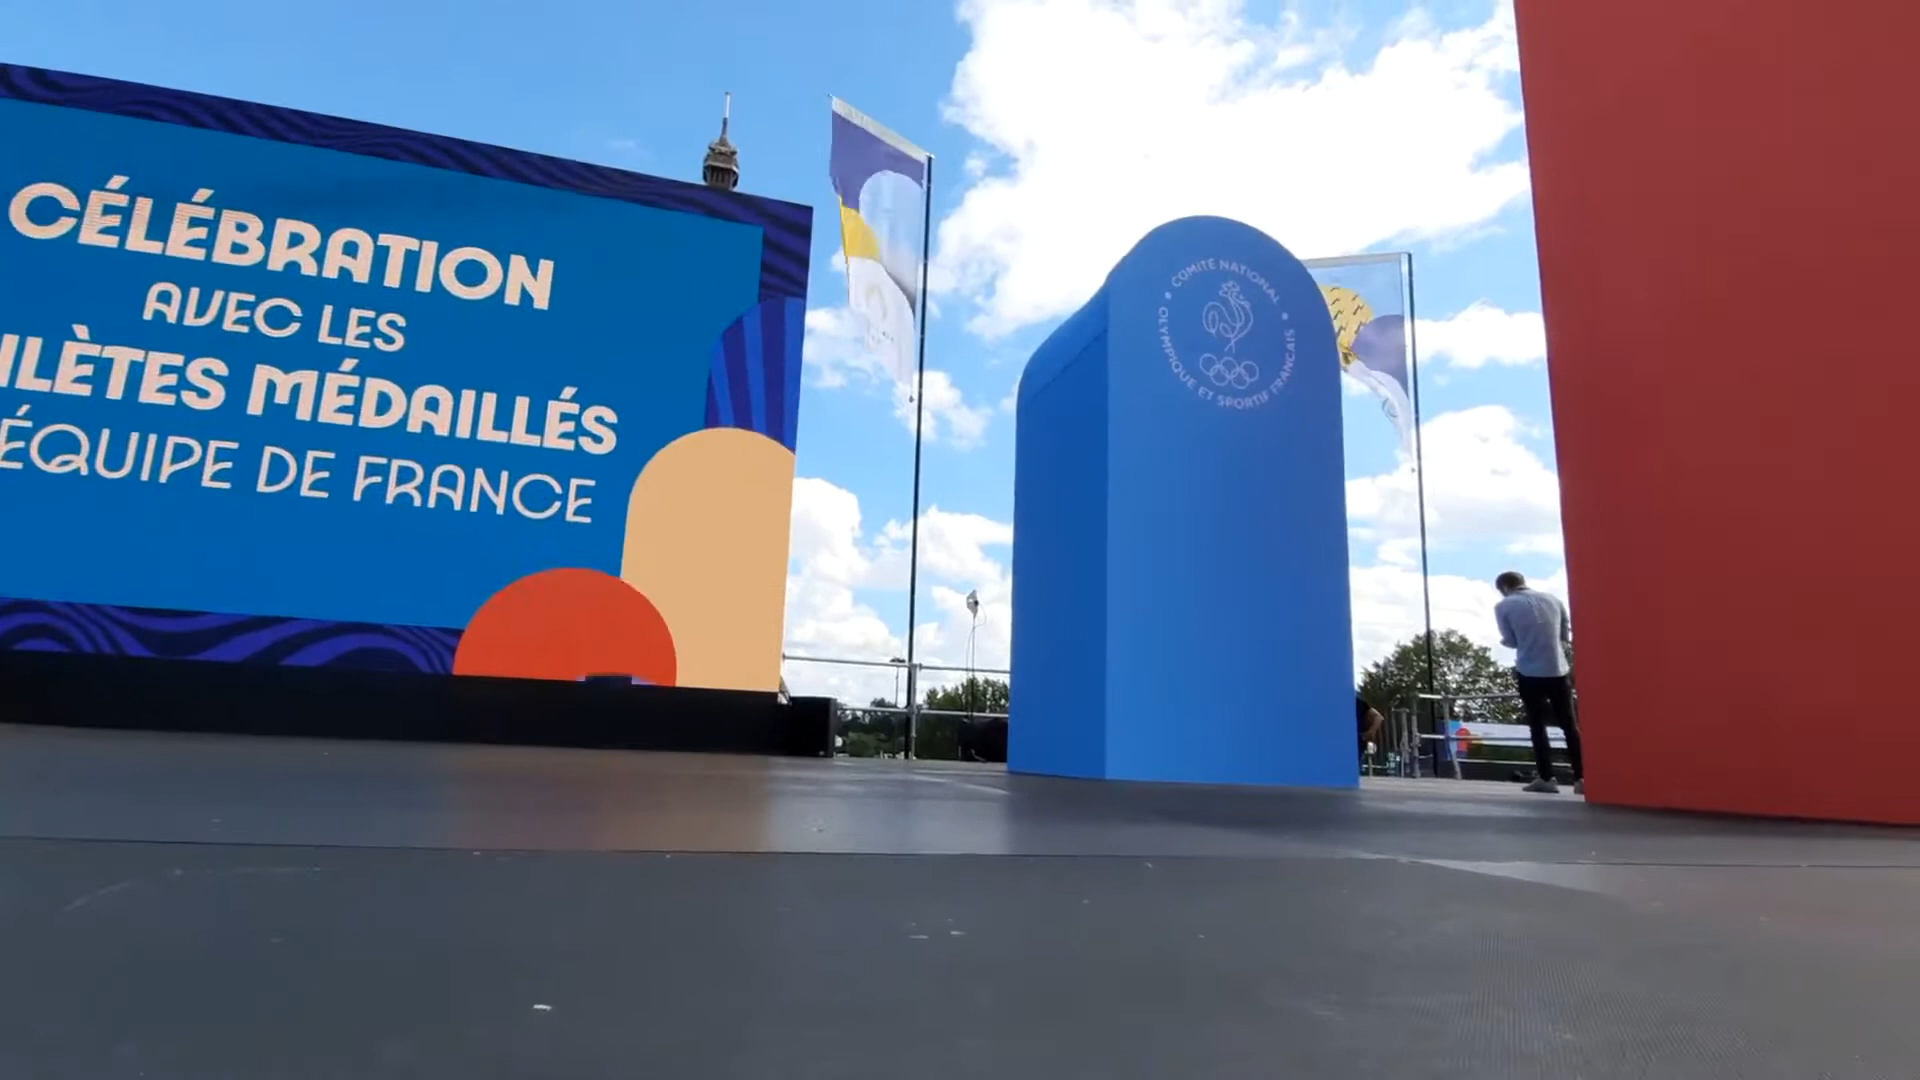 CÉLÉBRATION
AVEC LES
MÉDAILLÉS
ÉQUIPE DE FRANCE
COMITÉ NATIONAL
OLYMPIQUE ET SPORTIF FRANÇAIS